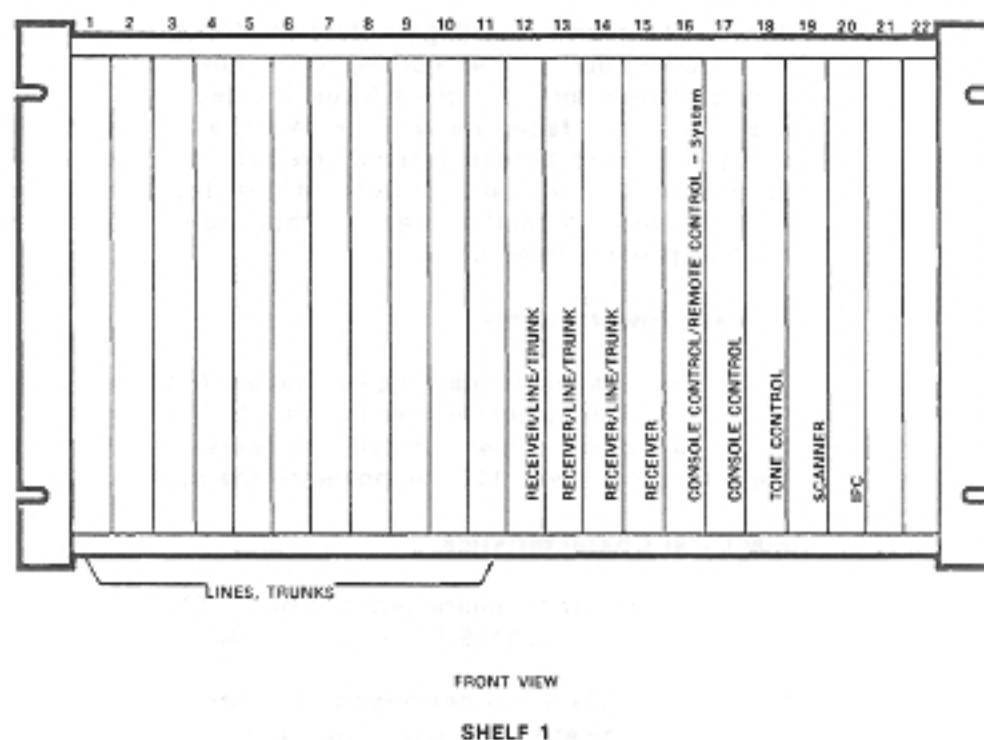 1 2 3 4 5 6 7 8 9 10 11 12 13 14 15 16 17 18 19 20 21 22
RECEIVER/LINE/TRUNK
RECEIVER/LINE/TRUNK
RECEIVER/LINE/TRUNK
RECEIVER
CONSOLE CONTROL/REMOTE CONTROL - System
CONSOLE CONTROL
TONE CONTROL
SCANNER
IPC
LINES, TRUNKS
FRONT VIEW
SHELF 1